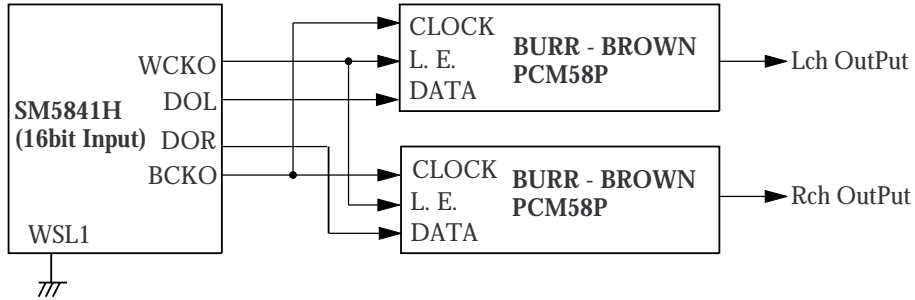 SM5841H
(16bit Input)
WCKO
DOL
DOR
BCKO
WSL1
CLOCK
L. E.
DATA
BURR - BROWN
PCM58P
Lch OutPut
CLOCK
L. E.
DATA
BURR - BROWN
PCM58P
Rch OutPut